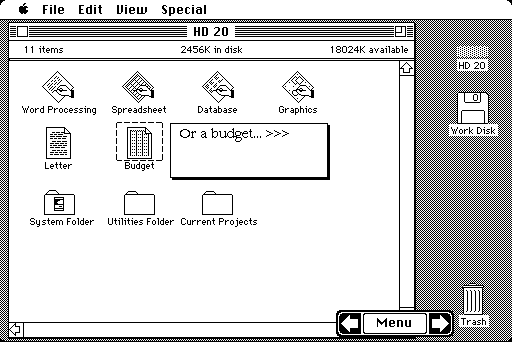 File Edit View Special
HD 20
11 items 2456K in disk 18024K available
HD 20
Word Processing Spreadsheet Database Graphics
0
Work Disk
Or a budget... >>>
Letter Budget
System Folder Utilities Folder Current Projects
Menu
Trash